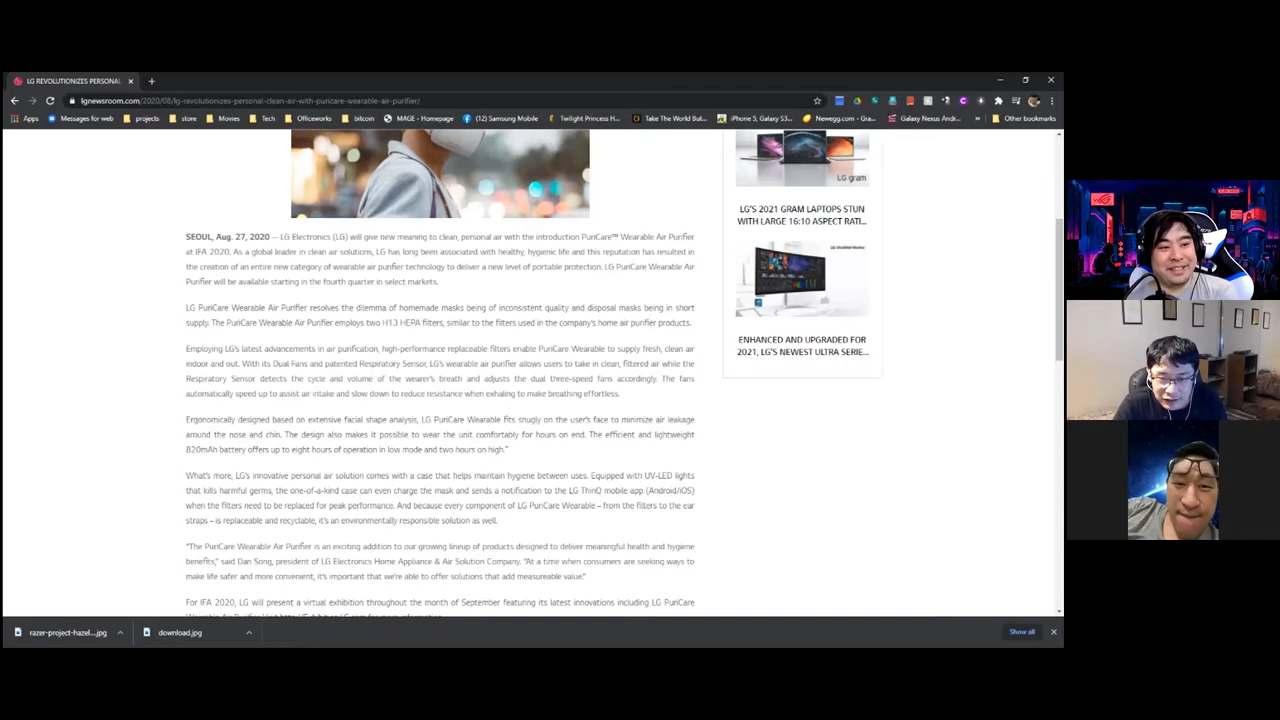 LG REVOLUTIONIZES PERSONAL
lgnewsroom.com/2020/08/lg-revolutionizes-personal-clean-air-with-puricare-wearable-air-purifier/
Apps Messages for web projects store Movies Tech Officeworks bitcoin MAGE - Homepage (12) Samsung Mobile Twilight Princess H... Take The World But... iPhone 5, Galaxy S3... Newegg.com - Gra... Galaxy Nexus Andr... » Other bookmarks
LG gram
LG'S 2021 GRAM LAPTOPS STUN
WITH LARGE 16:10 ASPECT RATI...
ENHANCED AND UPGRADED FOR
2021, LG'S NEWEST ULTRA SERIE...
SEOUL, Aug. 27, 2020 — LG Electronics (LG) will give new meaning to clean, personal air with the introduction PuriCare™ Wearable Air Purifier
at IFA 2020. As a global leader in clean air solutions, LG has long been associated with healthy, hygienic life and this reputation has resulted in
the creation of an entire new category of wearable air purifier technology to deliver a new level of portable protection. LG PuriCare Wearable Air
Purifier will be available starting in the fourth quarter in select markets.
LG PuriCare Wearable Air Purifier resolves the dilemma of homemade masks being of inconsistent quality and disposal masks being in short
supply. The PuriCare Wearable Air Purifier employs two H13 HEPA filters, similar to the filters used in the company's home air purifier products.
Employing LG's latest advancements in air purification, high-performance replaceable filters enable PuriCare Wearable to supply fresh, clean air
indoor and out. With its Dual Fans and patented Respiratory Sensor, LG's wearable air purifier allows users to take in clean, filtered air while the
Respiratory Sensor detects the cycle and volume of the wearer's breath and adjusts the dual three-speed fans accordingly. The fans
automatically speed up to assist air intake and slow down to reduce resistance when exhaling to make breathing effortless.
Ergonomically designed based on extensive facial shape analysis, LG PuriCare Wearable fits snugly on the user's face to minimize air leakage
around the nose and chin. The design also makes it possible to wear the unit comfortably for hours on end. The efficient and lightweight
820mAh battery offers up to eight hours of operation in low mode and two hours on high.*
What's more, LG's innovative personal air solution comes with a case that helps maintain hygiene between uses. Equipped with UV-LED lights
that kills harmful germs, the one-of-a-kind case can even charge the mask and sends a notification to the LG ThinQ mobile app (Android/iOS)
when the filters need to be replaced for peak performance. And because every component of LG PuriCare Wearable – from the filters to the ear
straps – is replaceable and recyclable, it's an environmentally responsible solution as well.
"The PuriCare Wearable Air Purifier is an exciting addition to our growing lineup of products designed to deliver meaningful health and hygiene
benefits," said Dan Song, president of LG Electronics Home Appliance & Air Solution Company. "At a time when consumers are seeking ways to
make life safer and more convenient, it's important that we're able to offer solutions that add measureable value."
For IFA 2020, LG will present a virtual exhibition throughout the month of September featuring its latest innovations including LG PuriCare
razer-project-hazel....jpg download.jpg Show all